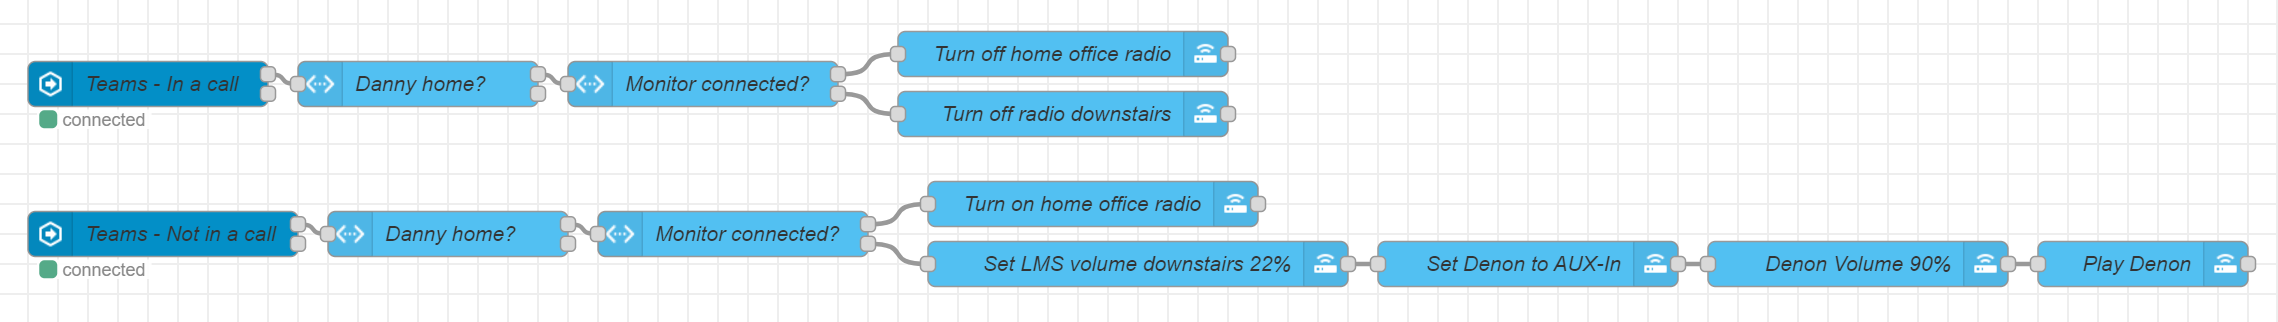 Teams - In a call
connected
Danny home?
Monitor connected?
Turn off home office radio
Turn off radio downstairs
Teams - Not in a call
connected
Danny home?
Monitor connected?
Turn on home office radio
Set LMS volume downstairs 22%
Set Denon to AUX-In
Denon Volume 90%
Play Denon